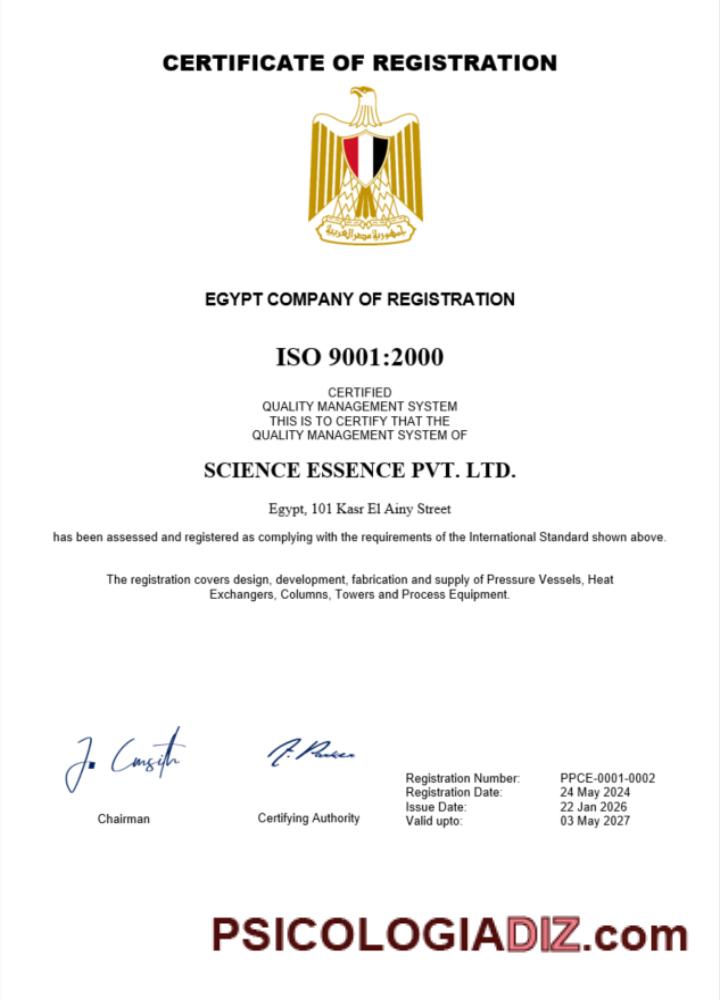 CERTIFICATE OF REGISTRATION
جمهورية مصر العربية
EGYPT COMPANY OF REGISTRATION
ISO 9001:2000
CERTIFIED
QUALITY MANAGEMENT SYSTEM
THIS IS TO CERTIFY THAT THE
QUALITY MANAGEMENT SYSTEM OF
SCIENCE ESSENCE PVT. LTD.
Egypt, 101 Kasr El Ainy Street
has been assessed and registered as complying with the requirements of the International Standard shown above.
The registration covers design, development, fabrication and supply of Pressure Vessels, Heat
Exchangers, Columns, Towers and Process Equipment.
Chairman
Certifying Authority
Registration Number: PPCE-0001-0002
Registration Date: 24 May 2024
Issue Date: 22 Jan 2026
Valid upto: 03 May 2027
PSICOLOGIADIZ.com